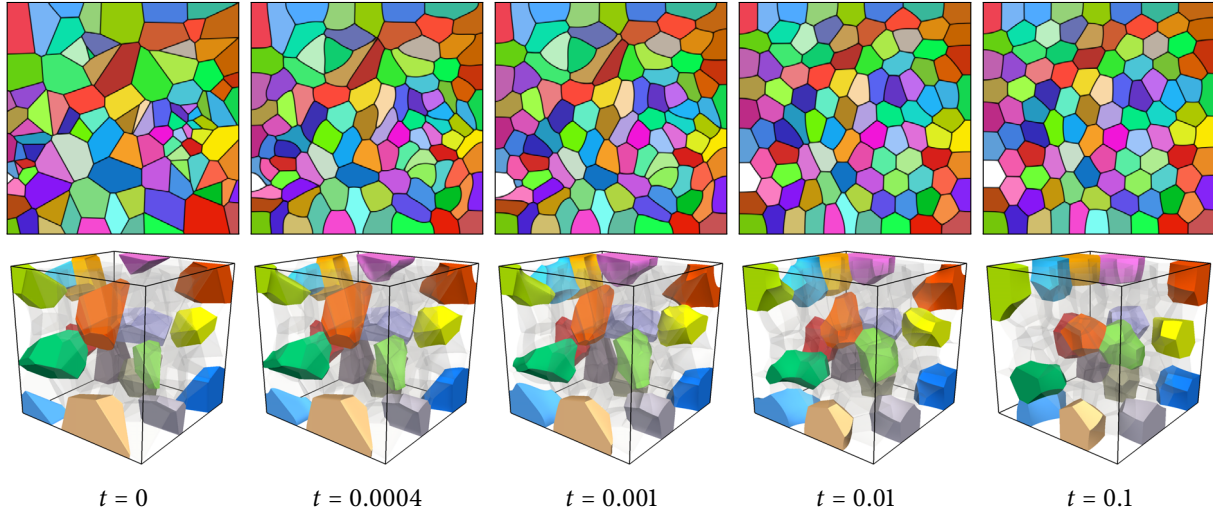 t = 0 t = 0.0004 t = 0.001 t = 0.01 t = 0.1